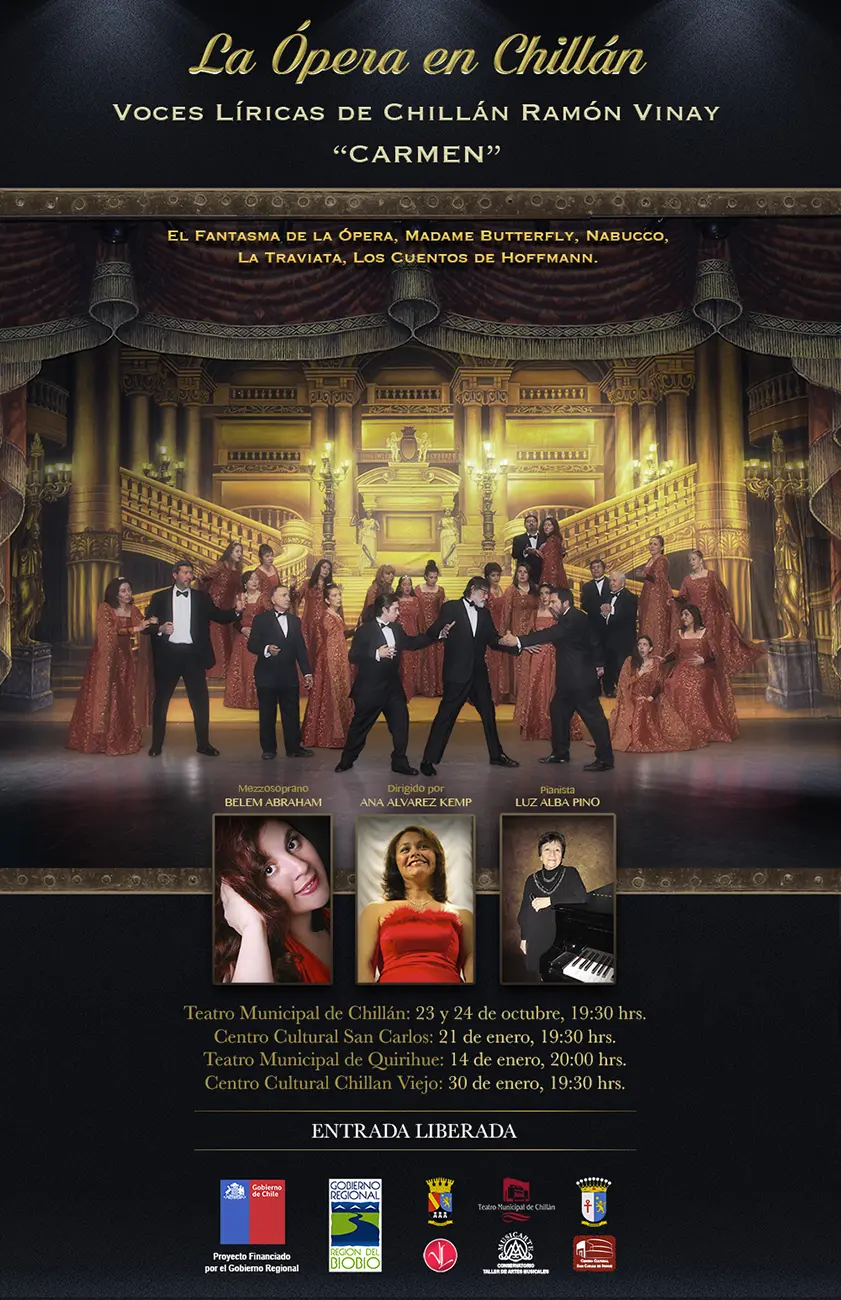 La Ópera en Chillán
Voces Líricas de Chillán Ramón Vinay
“CARMEN”
El Fantasma de la Ópera, Madame Butterfly, Nabucco,
La Traviata, Los Cuentos de Hoffmann.
Mezzosoprano
BELEM ABRAHAM
Dirigido por
ANA ALVAREZ KEMP
Pianista
LUZ ALBA PINO
Teatro Municipal de Chillán: 23 y 24 de octubre, 19:30 hrs.
Centro Cultural San Carlos: 21 de enero, 19:30 hrs.
Teatro Municipal de Quirihue: 14 de enero, 20:00 hrs.
Centro Cultural Chillan Viejo: 30 de enero, 19:30 hrs.
ENTRADA LIBERADA
Gobierno
de Chile
Proyecto Financiado
por el Gobierno Regional
GOBIERNO
REGIONAL
REGIÓN DEL
BIOBIO
Teatro Municipal de Chillán
MUSICARTE
CONSERVATORIO
TALLER DE ARTES MUSICALES
CENTRO CULTURAL